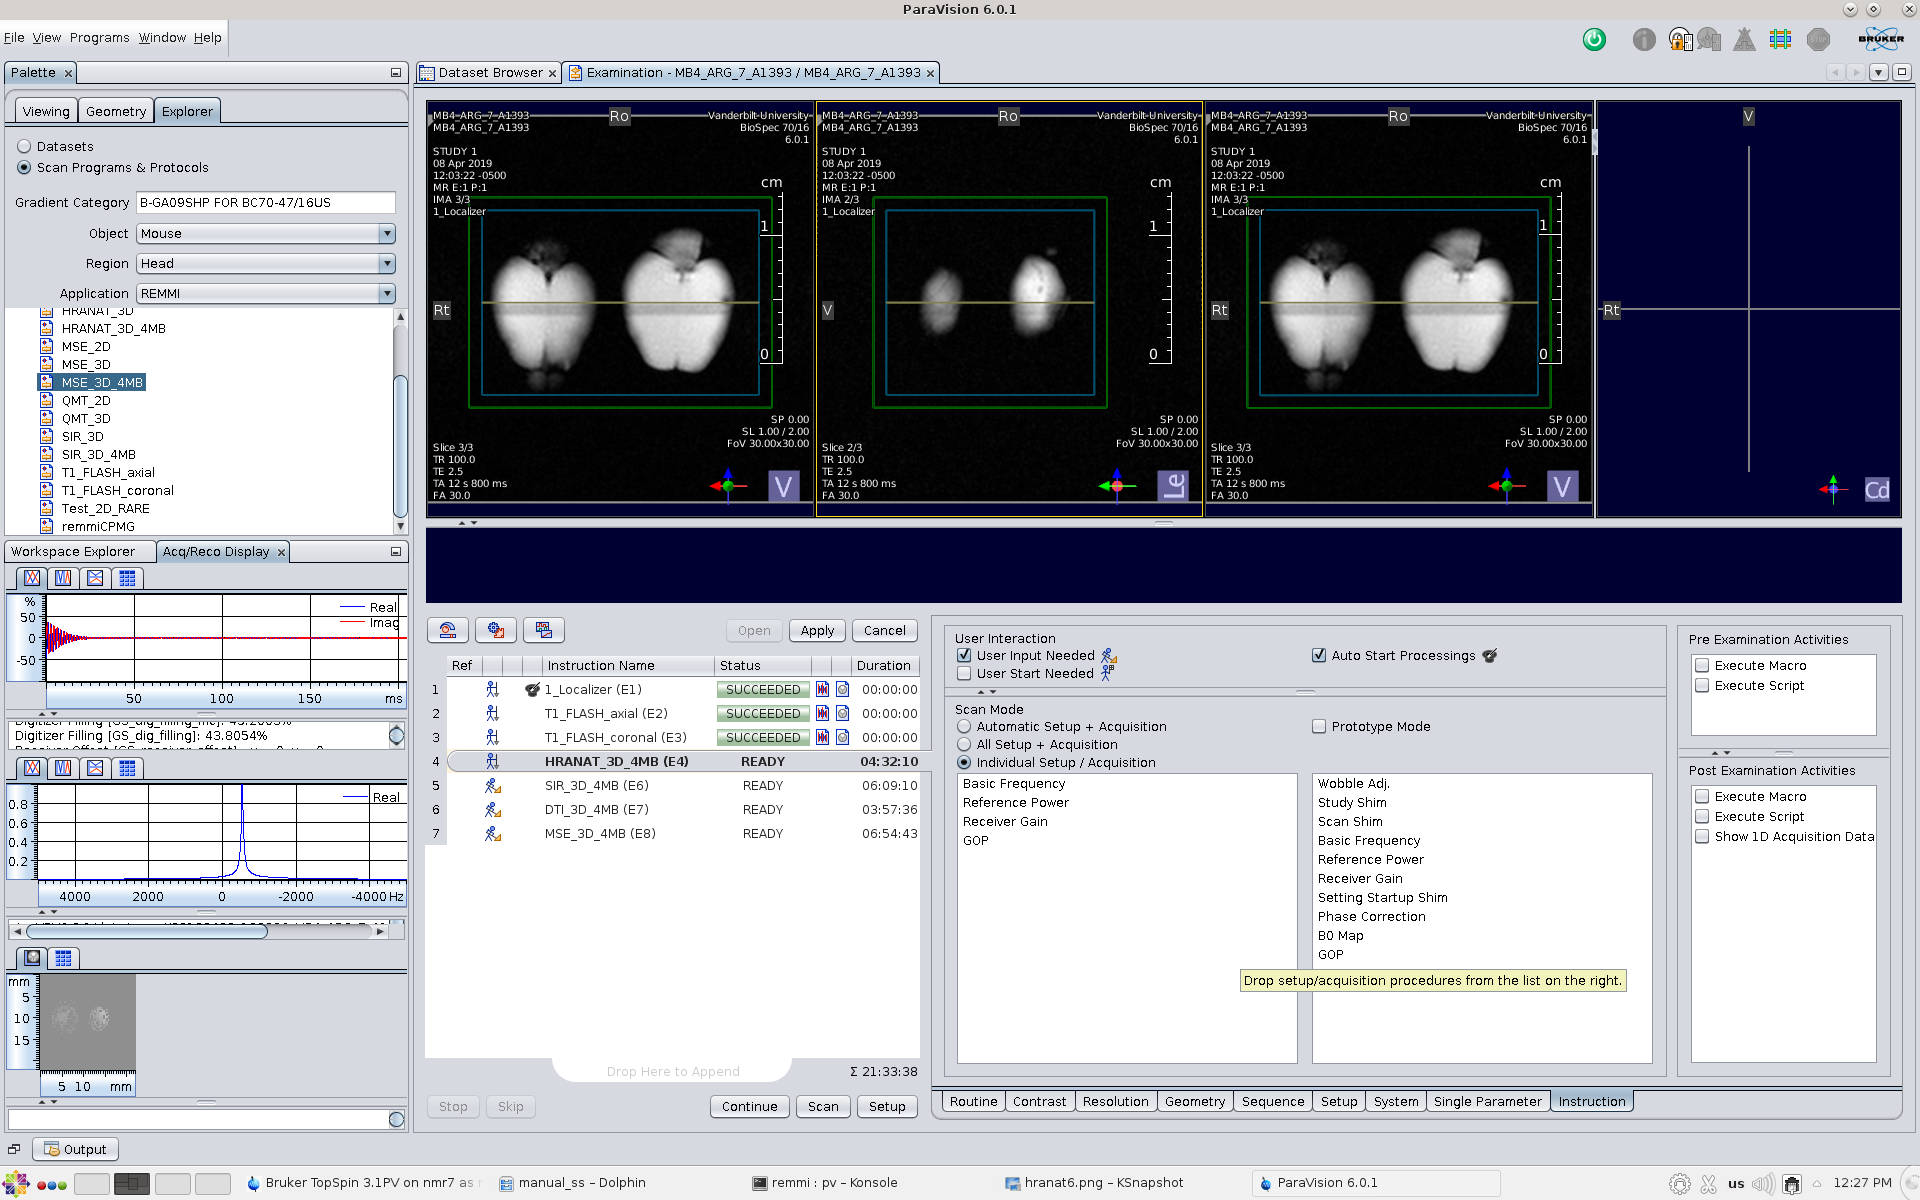 ParaVision 6.0.1
File View Programs Window Help
BRUKER
Palette
Dataset Browser
Examination - MB4_ARG_7_A1393 / MB4_ARG_7_A1393
Viewing Geometry Explorer
Datasets
Scan Programs & Protocols
Gradient Category B-GA09SHP FOR BC70-47/16US
Object Mouse
Region Head
Application REMMI
HRANAT_3D
HRANAT_3D_4MB
MSE_2D
MSE_3D
MSE_3D_4MB
QMT_2D
QMT_3D
SIR_3D
SIR_3D_4MB
T1_FLASH_axial
T1_FLASH_coronal
Test_2D_RARE
remmiCPMG
MB4_ARG_7_A1393
MB4_ARG_7_A1393
Ro
Vanderbilt-University
BioSpec 70/16
6.0.1
STUDY 1
08 Apr 2019
12:03:22 -0500
MR E:1 P:1
IMA 3/3
1_Localizer
cm
1
0
Rt
SP 0.00
SL 1.00 / 2.00
FoV 30.00x30.00
Slice 3/3
TR 100.0
TE 2.5
TA 12 s 800 ms
FA 30.0
V
MB4_ARG_7_A1393
MB4_ARG_7_A1393
Ro
Vanderbilt-University
BioSpec 70/16
6.0.1
STUDY 1
08 Apr 2019
12:03:22 -0500
MR E:1 P:1
IMA 2/3
1_Localizer
cm
1
0
V
SP 0.00
SL 1.00 / 2.00
FoV 30.00x30.00
Slice 2/3
TR 100.0
TE 2.5
TA 12 s 800 ms
FA 30.0
Le
MB4_ARG_7_A1393
MB4_ARG_7_A1393
Ro
Vanderbilt-University
BioSpec 70/16
6.0.1
STUDY 1
08 Apr 2019
12:03:22 -0500
MR E:1 P:1
IMA 3/3
1_Localizer
cm
1
0
Rt
SP 0.00
SL 1.00 / 2.00
FoV 30.00x30.00
Slice 3/3
TR 100.0
TE 2.5
TA 12 s 800 ms
FA 30.0
V
V
Rt
Cd
Workspace Explorer Acq/Reco Display
%
50
0
-50
Real
Imag
50 100 150 ms
Digitizer Filling [GS_dig_filling]: 43.8054%
0.8
0.6
0.4
0.2
Real
4000 2000 0 -2000 -4000 Hz
mm
5
10
15
5 10 mm
Open Apply Cancel
Ref Instruction Name Status Duration
1 1_Localizer (E1) SUCCEEDED 00:00:00
2 T1_FLASH_axial (E2) SUCCEEDED 00:00:00
3 T1_FLASH_coronal (E3) SUCCEEDED 00:00:00
4 HRANAT_3D_4MB (E4) READY 04:32:10
5 SIR_3D_4MB (E6) READY 06:09:10
6 DTI_3D_4MB (E7) READY 03:57:36
7 MSE_3D_4MB (E8) READY 06:54:43
Drop Here to Append
Σ 21:33:38
Stop Skip Continue Scan Setup
User Interaction
User Input Needed
User Start Needed
Auto Start Processings
Scan Mode
Automatic Setup + Acquisition
All Setup + Acquisition
Individual Setup / Acquisition
Prototype Mode
Basic Frequency
Reference Power
Receiver Gain
GOP
Wobble Adj.
Study Shim
Scan Shim
Basic Frequency
Reference Power
Receiver Gain
Setting Startup Shim
Phase Correction
B0 Map
GOP
Drop setup/acquisition procedures from the list on the right.
Pre Examination Activities
Execute Macro
Execute Script
Post Examination Activities
Execute Macro
Execute Script
Show 1D Acquisition Data
Routine Contrast Resolution Geometry Sequence Setup System Single Parameter Instruction
Output
Bruker TopSpin 3.1PV on nmr7 as
manual_ss – Dolphin
remmi : pv – Konsole
hranat6.png – KSnapshot
ParaVision 6.0.1
us
12:27 PM